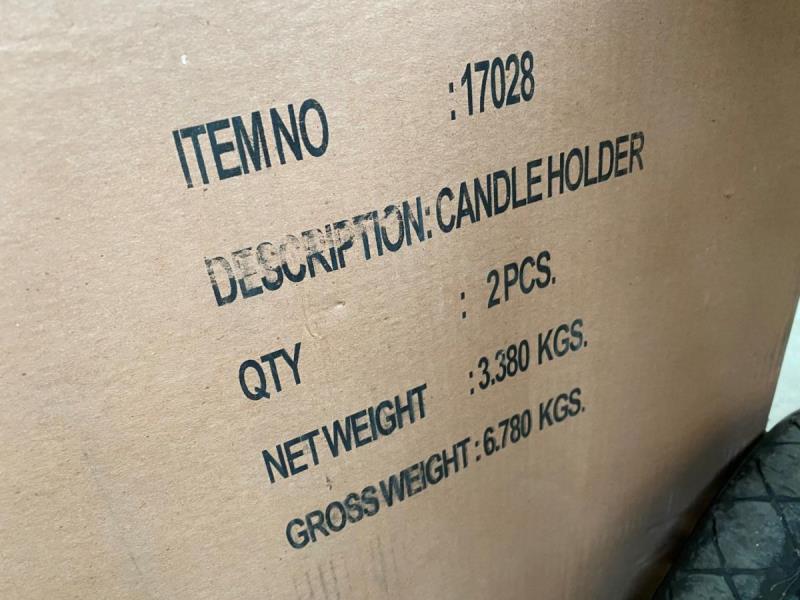 ITEM NO : 17028
DESCRIPTION: CANDLE HOLDER
QTY : 2 PCS.
NET WEIGHT : 3.380 KGS.
GROSS WEIGHT : 6.780 KGS.